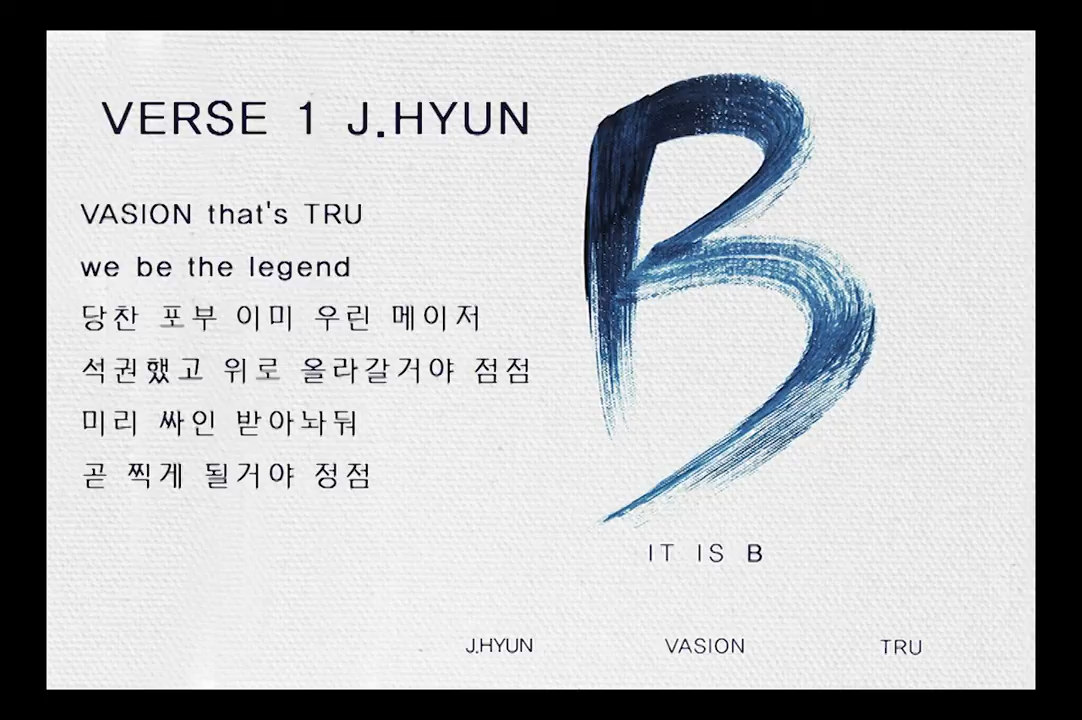 VERSE 1 J.HYUN
VASION that's TRU
we be the legend
당찬 포부 이미 우린 메이저
석권했고 위로 올라갈거야 점점
미리 싸인 받아놔둬
곧 찍게 될거야 정점
B
IT IS B
J.HYUN VASION TRU